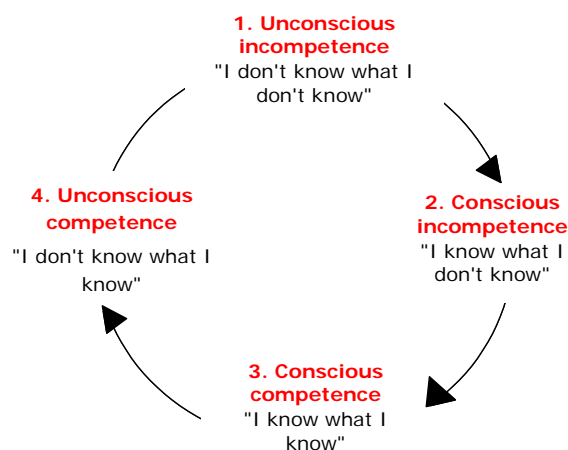 1. Unconscious
incompetence
"I don't know what I
don't know"
2. Conscious
incompetence
"I know what I
don't know"
3. Conscious
competence
"I know what I
know"
4. Unconscious
competence
"I don't know what I
know"